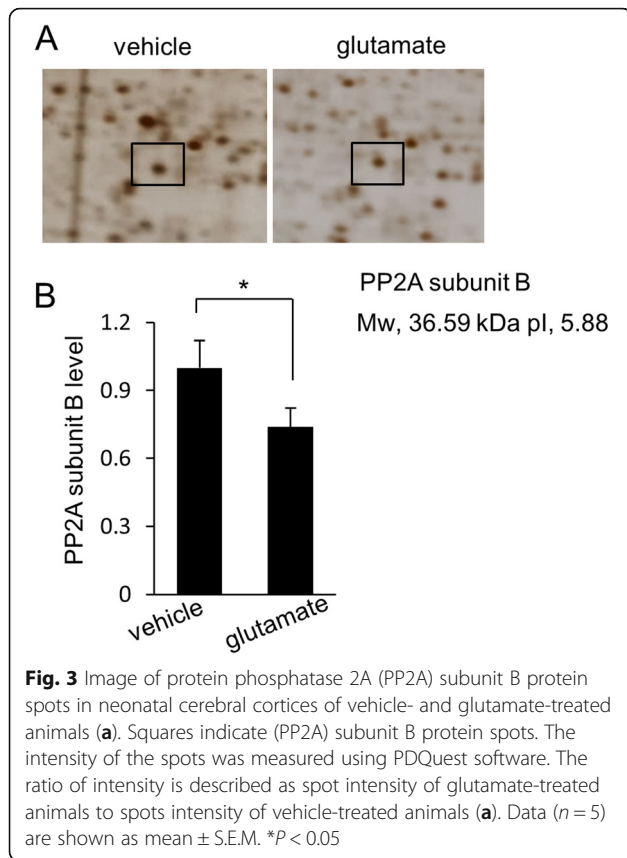 A
vehicle
glutamate
B
PP2A subunit B
Mw, 36.59 kDa pI, 5.88
*
PP2A subunit B level
1.2
0.9
0.6
0.3
0
vehicle
glutamate
Fig. 3 Image of protein phosphatase 2A (PP2A) subunit B protein
spots in neonatal cerebral cortices of vehicle- and glutamate-treated
animals (a). Squares indicate (PP2A) subunit B protein spots. The
intensity of the spots was measured using PDQuest software. The
ratio of intensity is described as spot intensity of glutamate-treated
animals to spots intensity of vehicle-treated animals (a). Data (n = 5)
are shown as mean ± S.E.M. *P < 0.05